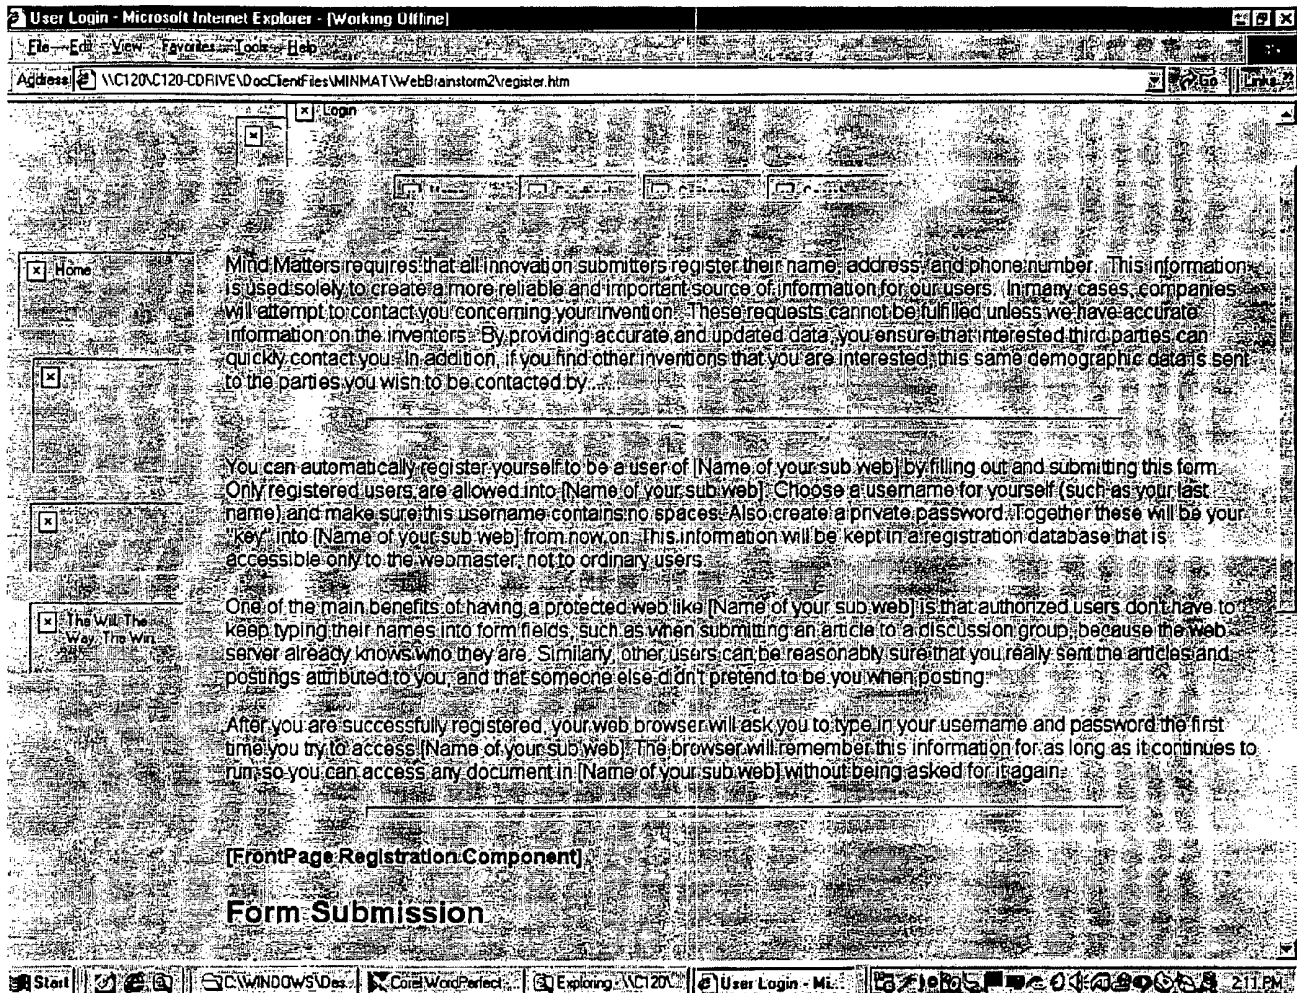 User Login - Microsoft Internet Explorer - [Working Offline]
File Edit View Favorites Tools Help
Address \\C120\C120-CDRIVE\DocClientFiles\MINMAT\WebBrainstorm2\register.htm Go Links
Login
Home
Mind Matters requires that all innovation submitters register their name, address, and phone number. This information
is used solely to create a more reliable and important source of information for our users. In many cases, companies
will attempt to contact you concerning your invention. These requests cannot be fulfilled unless we have accurate
information on the inventors. By providing accurate and updated data, you ensure that interested third parties can
quickly contact you. In addition, if you find other inventions that you are interested, this same demographic data is sent
to the parties you wish to be contacted by.
You can automatically register yourself to be a user of [Name of your sub web] by filling out and submitting this form.
Only registered users are allowed into [Name of your sub web]. Choose a username for yourself (such as your last
name) and make sure this username contains no spaces. Also create a private password. Together these will be your
"key" into [Name of your sub web] from now on. This information will be kept in a registration database that is
accessible only to the webmaster, not to ordinary users.
The Will. The
Way. The Win.
One of the main benefits of having a protected web like [Name of your sub web] is that authorized users don't have to
keep typing their names into form fields, such as when submitting an article to a discussion group, because the web
server already knows who they are. Similarly, other users can be reasonably sure that you really sent the articles and
postings attributed to you, and that someone else didn't pretend to be you when posting.
After you are successfully registered, your web browser will ask you to type in your username and password the first
time you try to access [Name of your sub web]. The browser will remember this information for as long as it continues to
run, so you can access any document in [Name of your sub web] without being asked for it again.
[FrontPage Registration Component]
Form Submission
Start C:\WINDOWS\Des... Corel WordPerfect... Exploring - \\C120\C... User Login - Mi... 2:11 PM